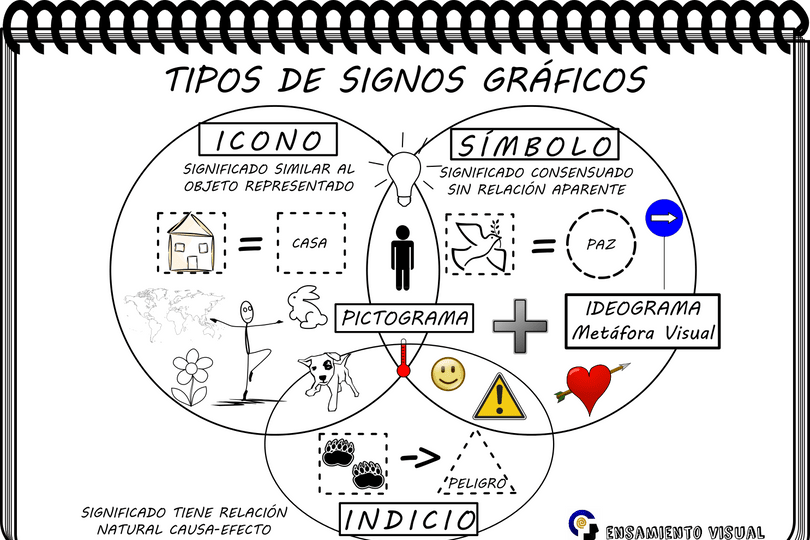 TIPOS DE SIGNOS GRÁFICOS
ICONO
SIGNIFICADO SIMILAR AL
OBJETO REPRESENTADO
SÍMBOLO
SIGNIFICADO CONSENSUADO
SIN RELACIÓN APARENTE
= CASA
= PAZ
PICTOGRAMA
IDEOGRAMA
Metáfora Visual
-> PELIGRO
SIGNIFICADO TIENE RELACIÓN
NATURAL CAUSA-EFECTO
INDICIO
ENSAMIENTO VISUAL